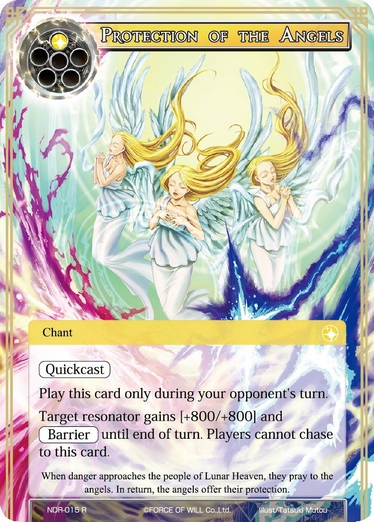 Protection of the Angels
Chant
Quickcast
Play this card only during your opponent's turn.
Target resonator gains [+800/+800] and
Barrier until end of turn. Players cannot chase
to this card.
When danger approaches the people of Lunar Heaven, they pray to the
angels. In return, the angels offer their protection.
NDR-015 R ©FORCE OF WILL Co.,Ltd. Illust/Tatsuki Mutou